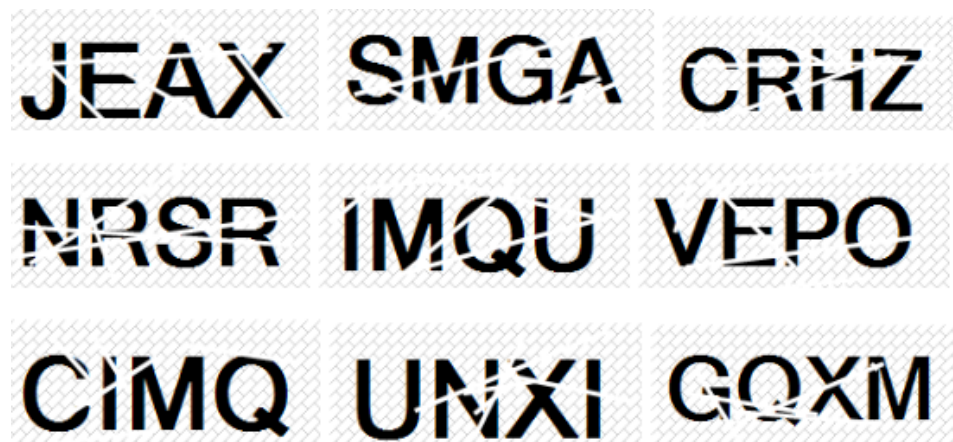 JEAX SMGA CRHZ
NRSR IMQU VEPO
CIMQ UNXI GQXM